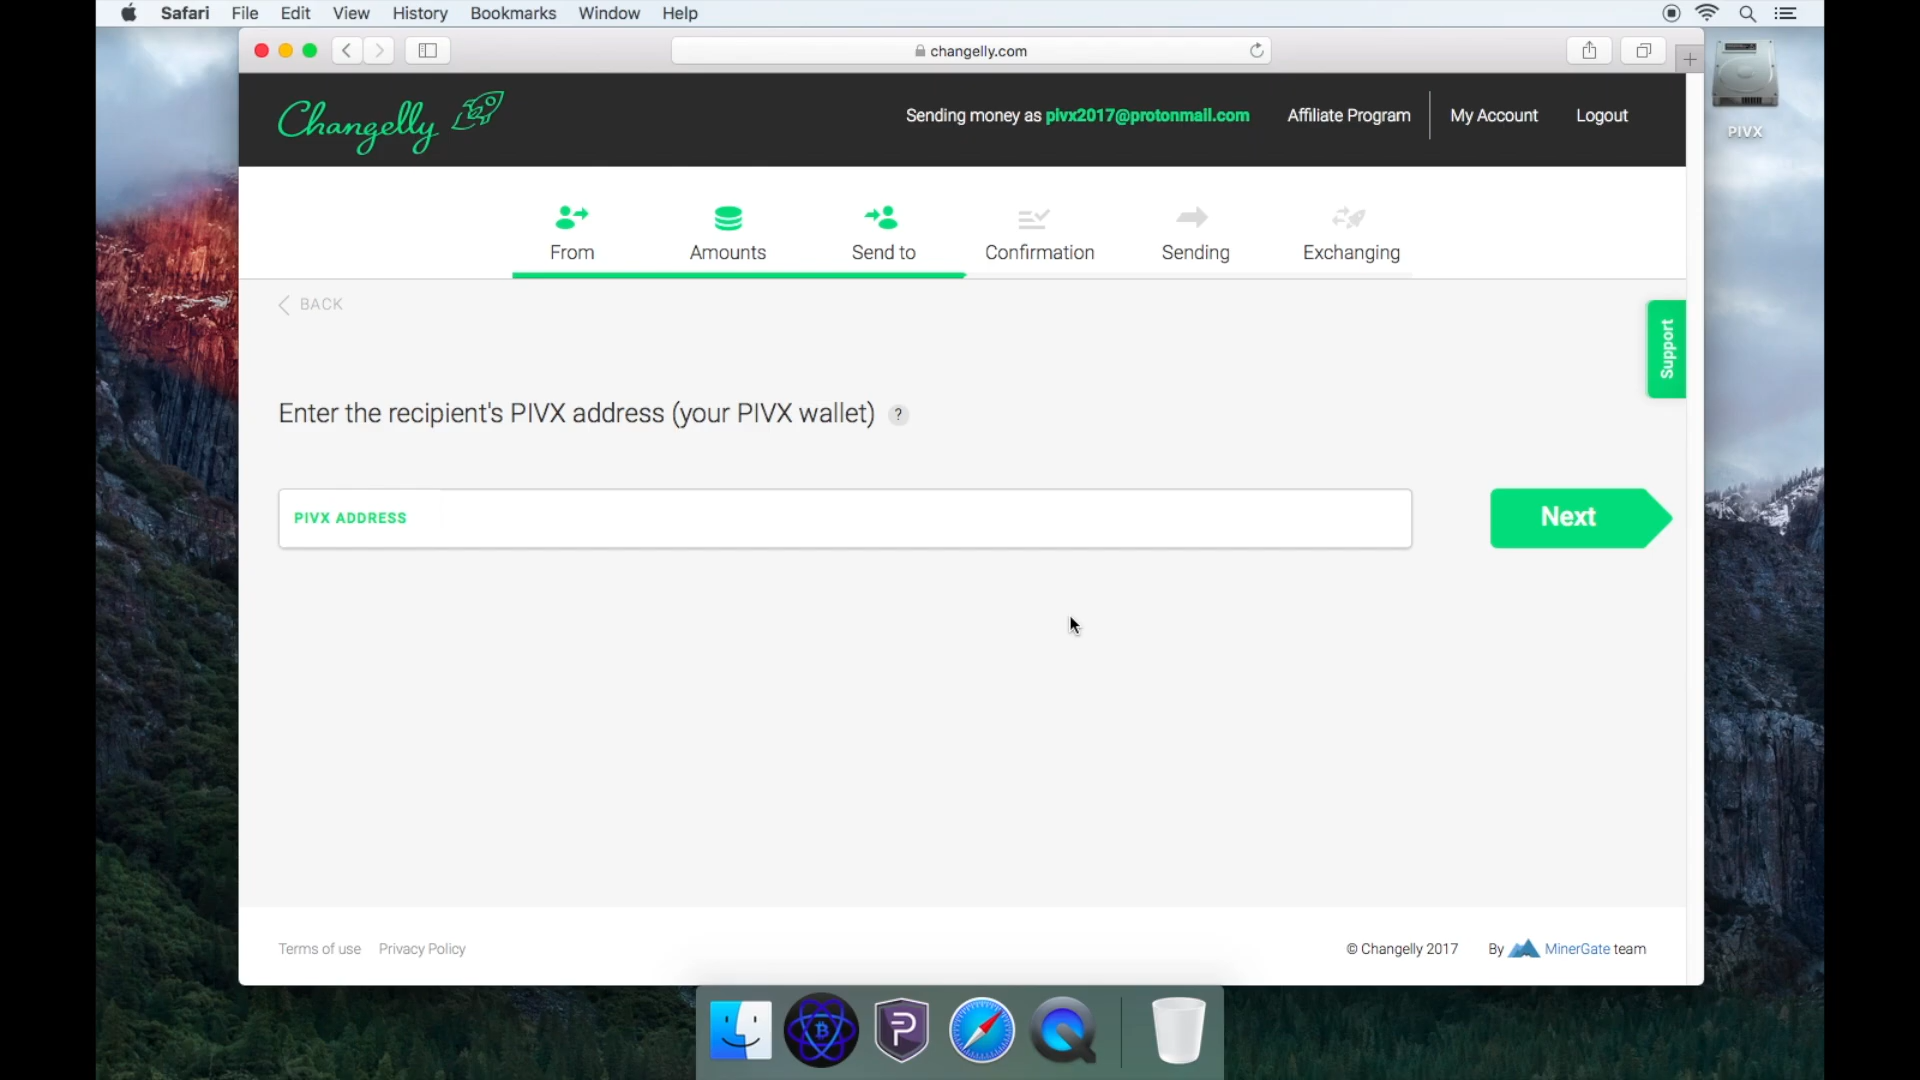 Safari File Edit View History Bookmarks Window Help
changelly.com
PIVX
Changelly
Sending money as pivx2017@protonmail.com Affiliate Program My Account Logout
From Amounts Send to Confirmation Sending Exchanging
BACK
Support
Enter the recipient's PIVX address (your PIVX wallet) ?
PIVX ADDRESS
Next
Terms of use Privacy Policy © Changelly 2017 By MinerGate team